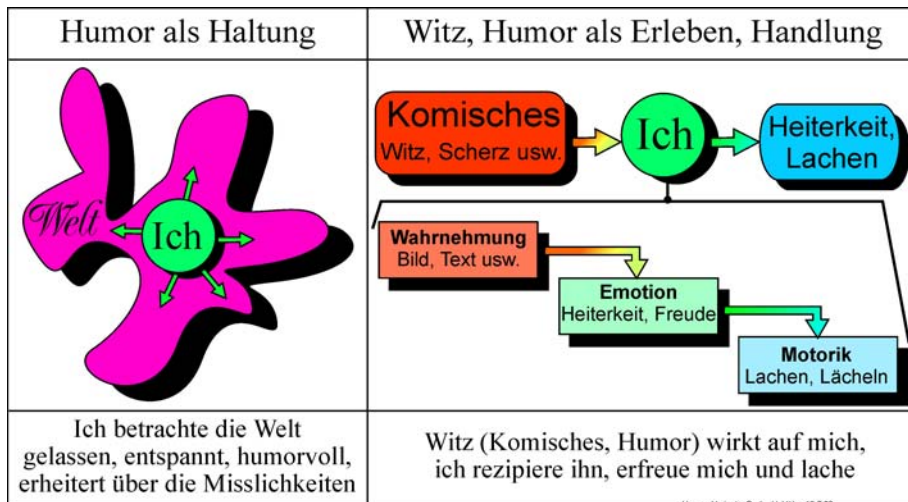 Humor als Haltung
Welt
Ich
Ich betrachte die Welt
gelassen, entspannt, humorvoll,
erheitert über die Misslichkeiten
Witz, Humor als Erleben, Handlung
Komisches
Witz, Scherz usw.
Ich
Heiterkeit,
Lachen
Wahrnehmung
Bild, Text usw.
Emotion
Heiterkeit, Freude
Motorik
Lachen, Lächeln
Witz (Komisches, Humor) wirkt auf mich,
ich rezipiere ihn, erfreue mich und lache